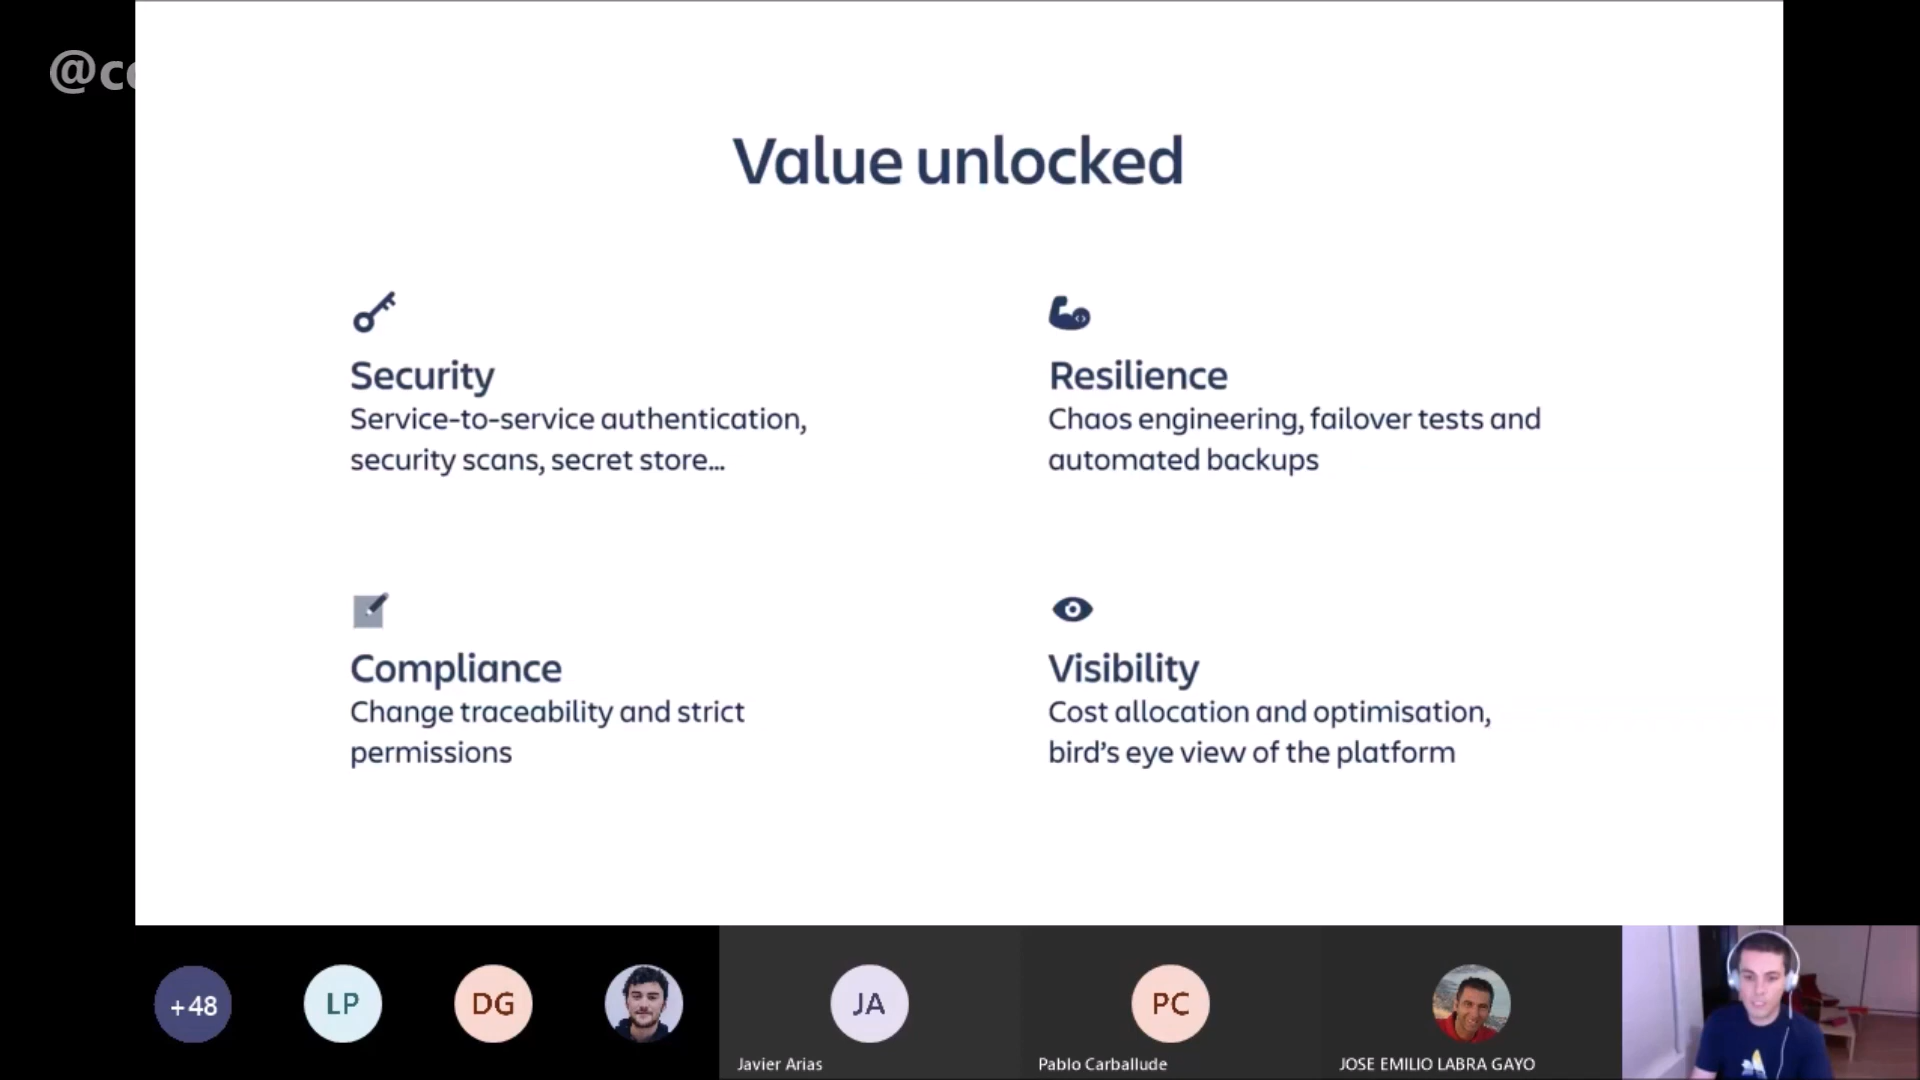 @co
Value unlocked
Security
Service-to-service authentication,
security scans, secret store...
Resilience
Chaos engineering, failover tests and
automated backups
Compliance
Change traceability and strict
permissions
Visibility
Cost allocation and optimisation,
bird's eye view of the platform
+48
LP
DG
JA
PC
Javier Arias
Pablo Carballude
JOSE EMILIO LABRA GAYO